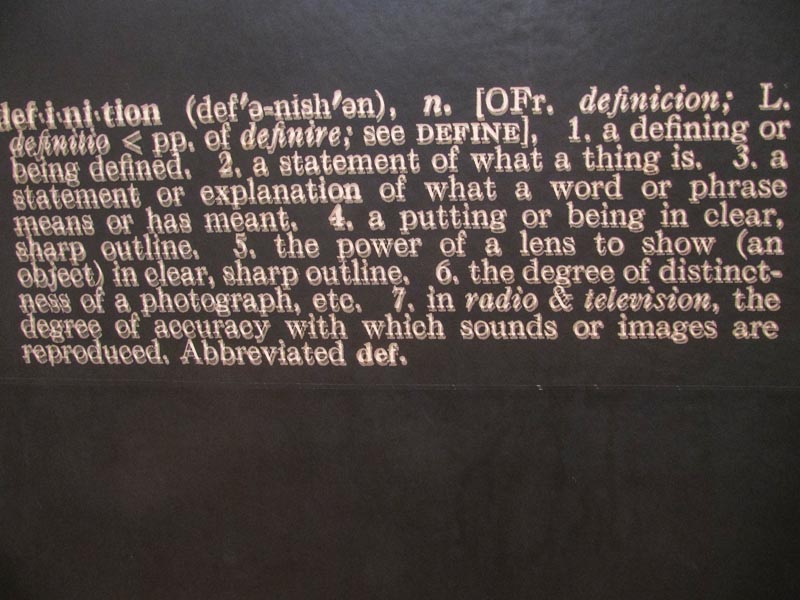 def·i·ni·tion (def′ə-nish′ən), n. [OFr. definicion; L.
definitio < pp. of definire; see DEFINE], 1. a defining or
being defined. 2. a statement of what a thing is. 3. a
statement or explanation of what a word or phrase
means or has meant. 4. a putting or being in clear,
sharp outline. 5. the power of a lens to show (an
object) in clear, sharp outline. 6. the degree of distinct-
ness of a photograph, etc. 7. in radio & television, the
degree of accuracy with which sounds or images are
reproduced. Abbreviated def.